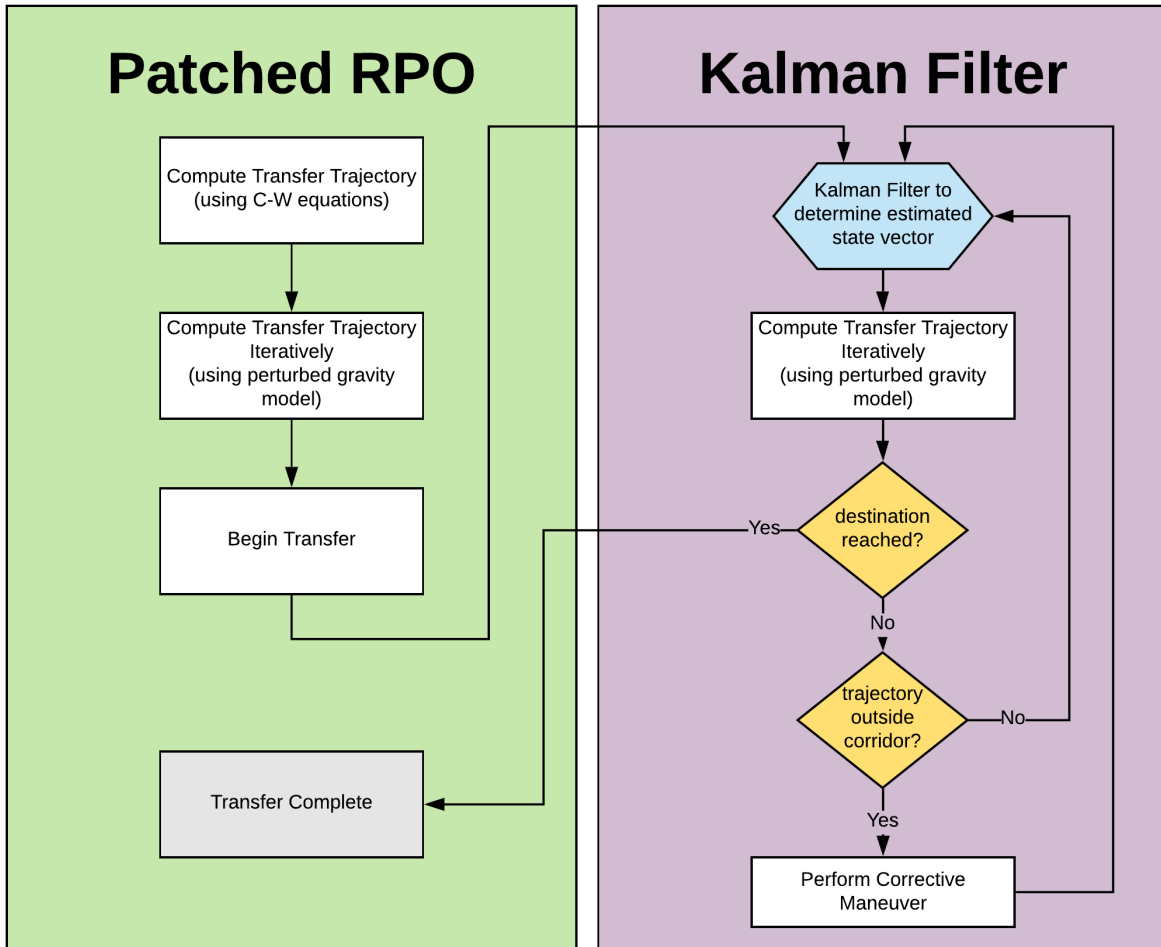 Patched RPO
Compute Transfer Trajectory
(using C-W equations)
Compute Transfer Trajectory
Iteratively
(using perturbed gravity
model)
Begin Transfer
Transfer Complete
Kalman Filter
Kalman Filter to
determine estimated
state vector
Compute Transfer Trajectory
Iteratively
(using perturbed gravity
model)
destination
reached?
Yes
No
trajectory
outside
corridor?
No
Yes
Perform Corrective
Maneuver